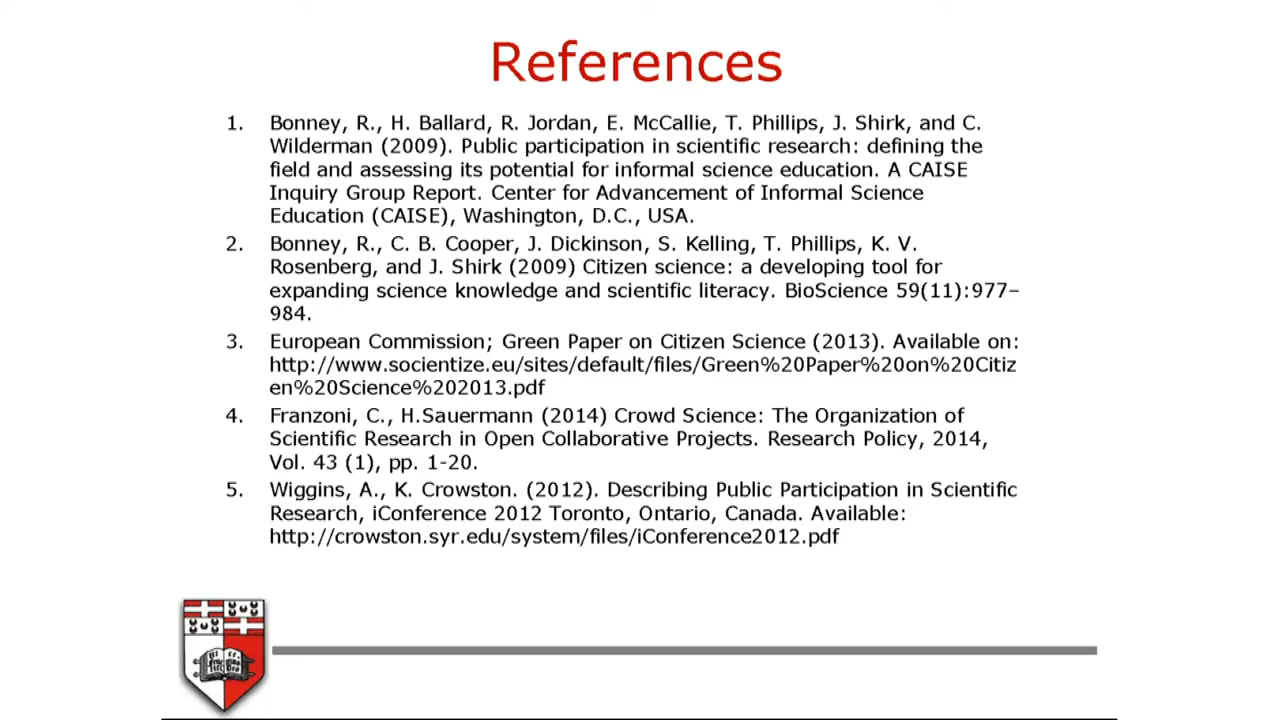 References
1. Bonney, R., H. Ballard, R. Jordan, E. McCallie, T. Phillips, J. Shirk, and C.
Wilderman (2009). Public participation in scientific research: defining the
field and assessing its potential for informal science education. A CAISE
Inquiry Group Report. Center for Advancement of Informal Science
Education (CAISE), Washington, D.C., USA.
2. Bonney, R., C. B. Cooper, J. Dickinson, S. Kelling, T. Phillips, K. V.
Rosenberg, and J. Shirk (2009) Citizen science: a developing tool for
expanding science knowledge and scientific literacy. BioScience 59(11):977–
984.
3. European Commission; Green Paper on Citizen Science (2013). Available on:
http://www.socientize.eu/sites/default/files/Green%20Paper%20on%20Citiz
en%20Science%202013.pdf
4. Franzoni, C., H.Sauermann (2014) Crowd Science: The Organization of
Scientific Research in Open Collaborative Projects. Research Policy, 2014,
Vol. 43 (1), pp. 1-20.
5. Wiggins, A., K. Crowston. (2012). Describing Public Participation in Scientific
Research, iConference 2012 Toronto, Ontario, Canada. Available:
http://crowston.syr.edu/system/files/iConference2012.pdf